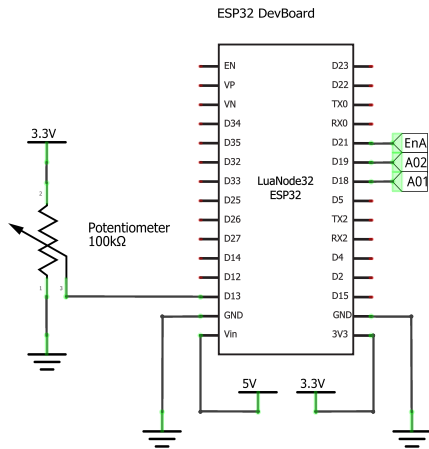 ESP32 DevBoard
EN
D23
VP
D22
VN
TX0
D34
RX0
D35
D21
EnA
D32
D19
A02
D33
D18
A01
3.3V
LuaNode32
ESP32
D25
D5
D26
TX2
D27
RX2
D14
D4
D12
D2
D13
D15
GND
GND
Vin
3V3
2
Potentiometer
100kΩ
1
3
5V
3.3V